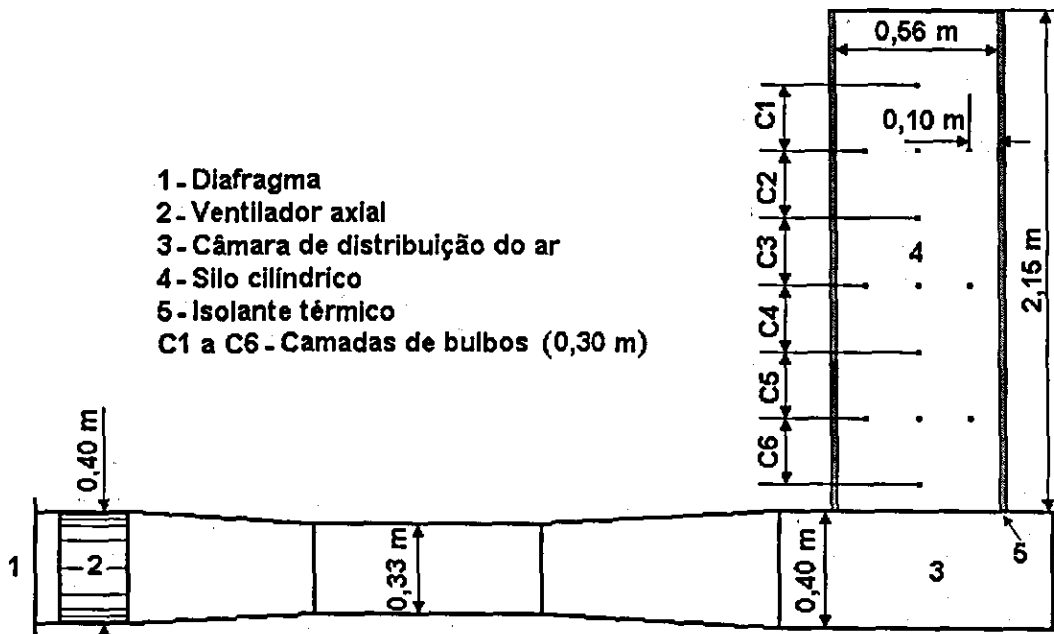 0,56 m
C1
0,10 m
C2
1 - Diafragma
2 - Ventilador axial
3 - Câmara de distribuição do ar
4 - Silo cilíndrico
5 - Isolante térmico
C1 a C6 - Camadas de bulbos (0,30 m)
C3
4
2,15 m
C4
C5
C6
0,40 m
1
2
0,33 m
0,40 m
3
5